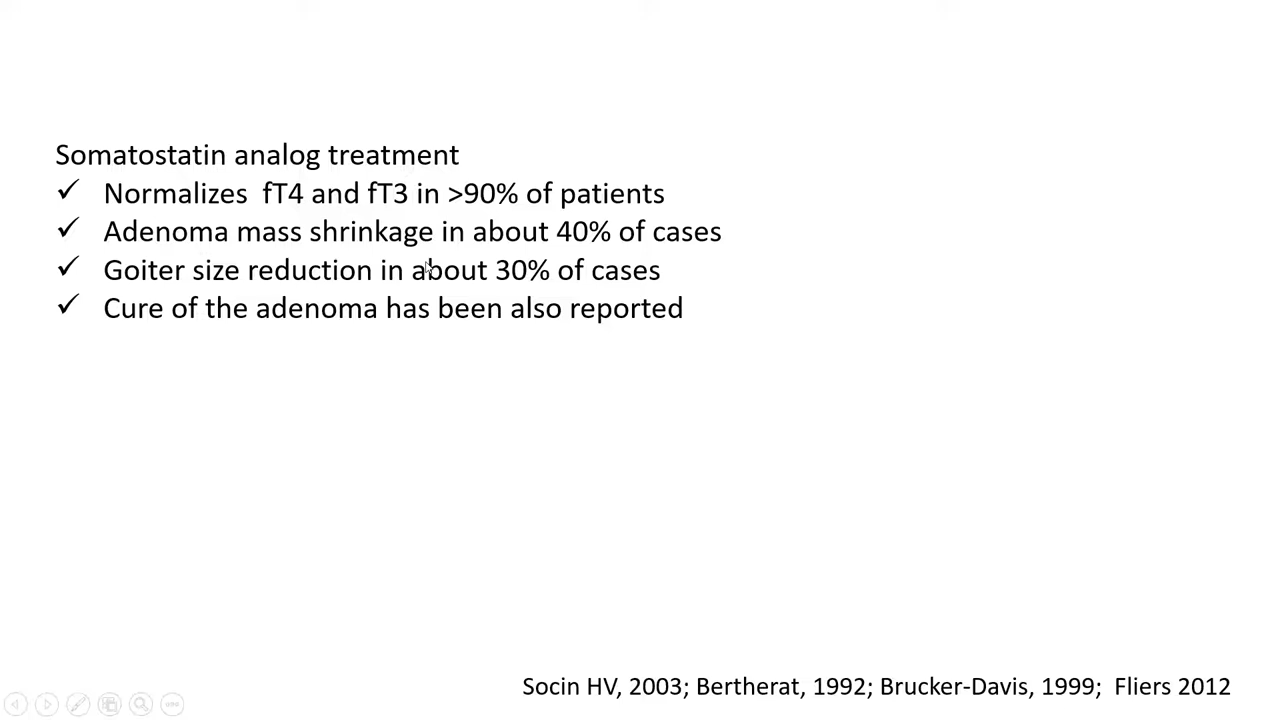 Somatostatin analog treatment
✓ Normalizes fT4 and fT3 in >90% of patients
✓ Adenoma mass shrinkage in about 40% of cases
✓ Goiter size reduction in about 30% of cases
✓ Cure of the adenoma has been also reported
Socin HV, 2003; Bertherat, 1992; Brucker-Davis, 1999; Fliers 2012